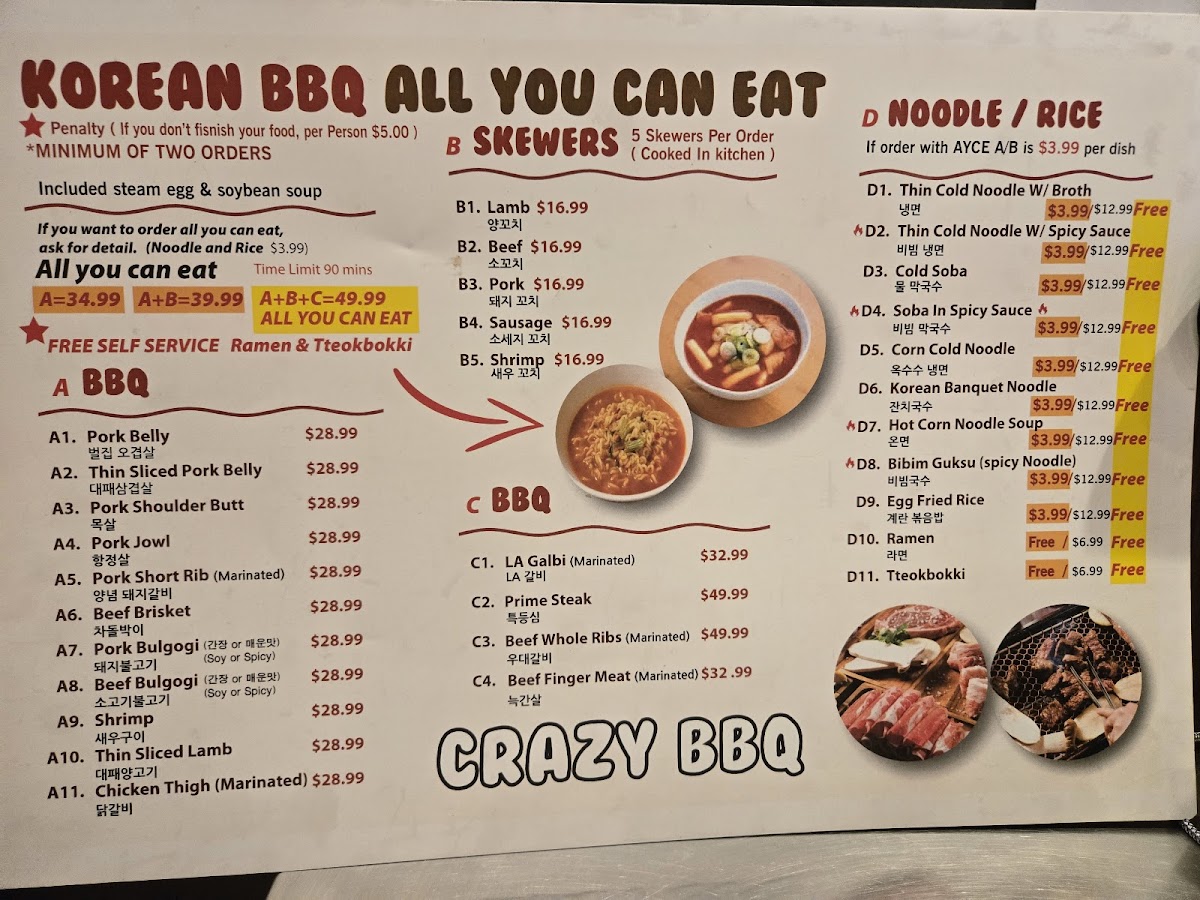 KOREAN BBQ ALL YOU CAN EAT
Penalty ( If you don't fisnish your food, per Person $5.00 )
*MINIMUM OF TWO ORDERS
Included steam egg & soybean soup
If you want to order all you can eat,
ask for detail. (Noodle and Rice $3.99)
All you can eat Time Limit 90 mins
A=34.99 A+B=39.99 A+B+C=49.99
ALL YOU CAN EAT
FREE SELF SERVICE Ramen & Tteokbokki
A BBQ
A1. Pork Belly $28.99
벌집 오겹살
A2. Thin Sliced Pork Belly $28.99
대패삼겹살
A3. Pork Shoulder Butt $28.99
목살
A4. Pork Jowl $28.99
항정살
A5. Pork Short Rib (Marinated) $28.99
양념 돼지갈비
A6. Beef Brisket $28.99
차돌박이
A7. Pork Bulgogi (간장 or 매운맛) $28.99
돼지불고기 (Soy or Spicy)
A8. Beef Bulgogi (간장 or 매운맛) $28.99
소고기불고기 (Soy or Spicy)
A9. Shrimp $28.99
새우구이
A10. Thin Sliced Lamb $28.99
대패양고기
A11. Chicken Thigh (Marinated) $28.99
닭갈비
B SKEWERS 5 Skewers Per Order
( Cooked In kitchen )
B1. Lamb $16.99
양꼬치
B2. Beef $16.99
소꼬치
B3. Pork $16.99
돼지 꼬치
B4. Sausage $16.99
소세지 꼬치
B5. Shrimp $16.99
새우 꼬치
C BBQ
C1. LA Galbi (Marinated) $32.99
LA 갈비
C2. Prime Steak $49.99
특등심
C3. Beef Whole Ribs (Marinated) $49.99
우대갈비
C4. Beef Finger Meat (Marinated) $32 .99
늑간살
CRAZY BBQ
D NOODLE / RICE
If order with AYCE A/B is $3.99 per dish
D1. Thin Cold Noodle W/ Broth
냉면 $3.99/$12.99 Free
D2. Thin Cold Noodle W/ Spicy Sauce
비빔 냉면 $3.99/$12.99 Free
D3. Cold Soba
물 막국수 $3.99/$12.99 Free
D4. Soba In Spicy Sauce
비빔 막국수 $3.99/$12.99 Free
D5. Corn Cold Noodle
옥수수 냉면 $3.99/$12.99 Free
D6. Korean Banquet Noodle
잔치국수 $3.99/$12.99 Free
D7. Hot Corn Noodle Soup
온면 $3.99/$12.99 Free
D8. Bibim Guksu (spicy Noodle)
비빔국수 $3.99/$12.99 Free
D9. Egg Fried Rice
계란 볶음밥 $3.99/$12.99 Free
D10. Ramen Free / $6.99 Free
라면
D11. Tteokbokki Free / $6.99 Free